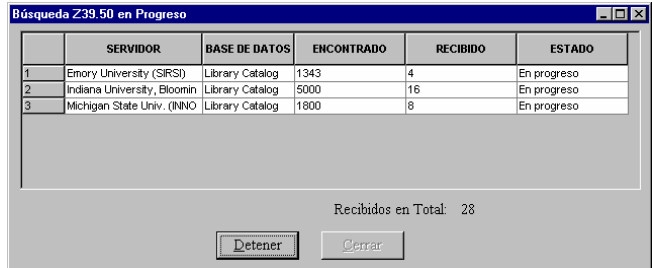 Búsqueda Z39.50 en Progreso
SERVIDOR BASE DE DATOS ENCONTRADO RECIBIDO ESTADO
1 Emory University (SIRSI) Library Catalog 1343 4 En progreso
2 Indiana University, Bloomin Library Catalog 5000 16 En progreso
3 Michigan State Univ. (INNO Library Catalog 1800 8 En progreso
Recibidos en Total: 28
Detener Cerrar